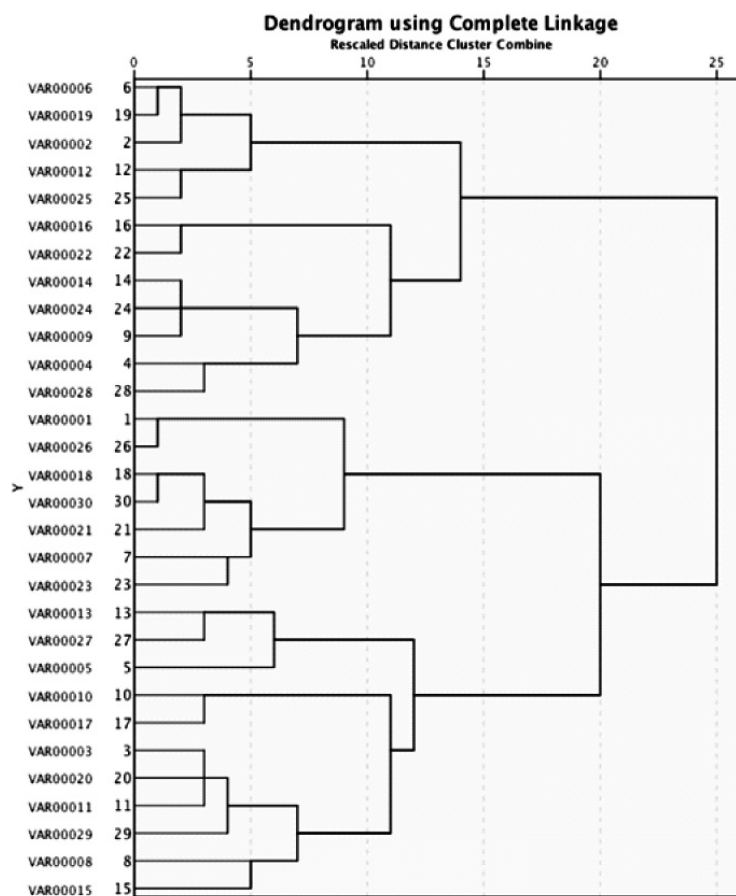 Dendrogram using Complete Linkage
Rescaled Distance Cluster Combine
0 5 10 15 20 25
VAR00006 6
VAR00019 19
VAR00002 2
VAR00012 12
VAR00025 25
VAR00016 16
VAR00022 22
VAR00014 14
VAR00024 24
VAR00009 9
VAR00004 4
VAR00028 28
VAR00001 1
VAR00026 26
VAR00018 18
Y
VAR00030 30
VAR00021 21
VAR00007 7
VAR00023 23
VAR00013 13
VAR00027 27
VAR00005 5
VAR00010 10
VAR00017 17
VAR00003 3
VAR00020 20
VAR00011 11
VAR00029 29
VAR00008 8
VAR00015 15